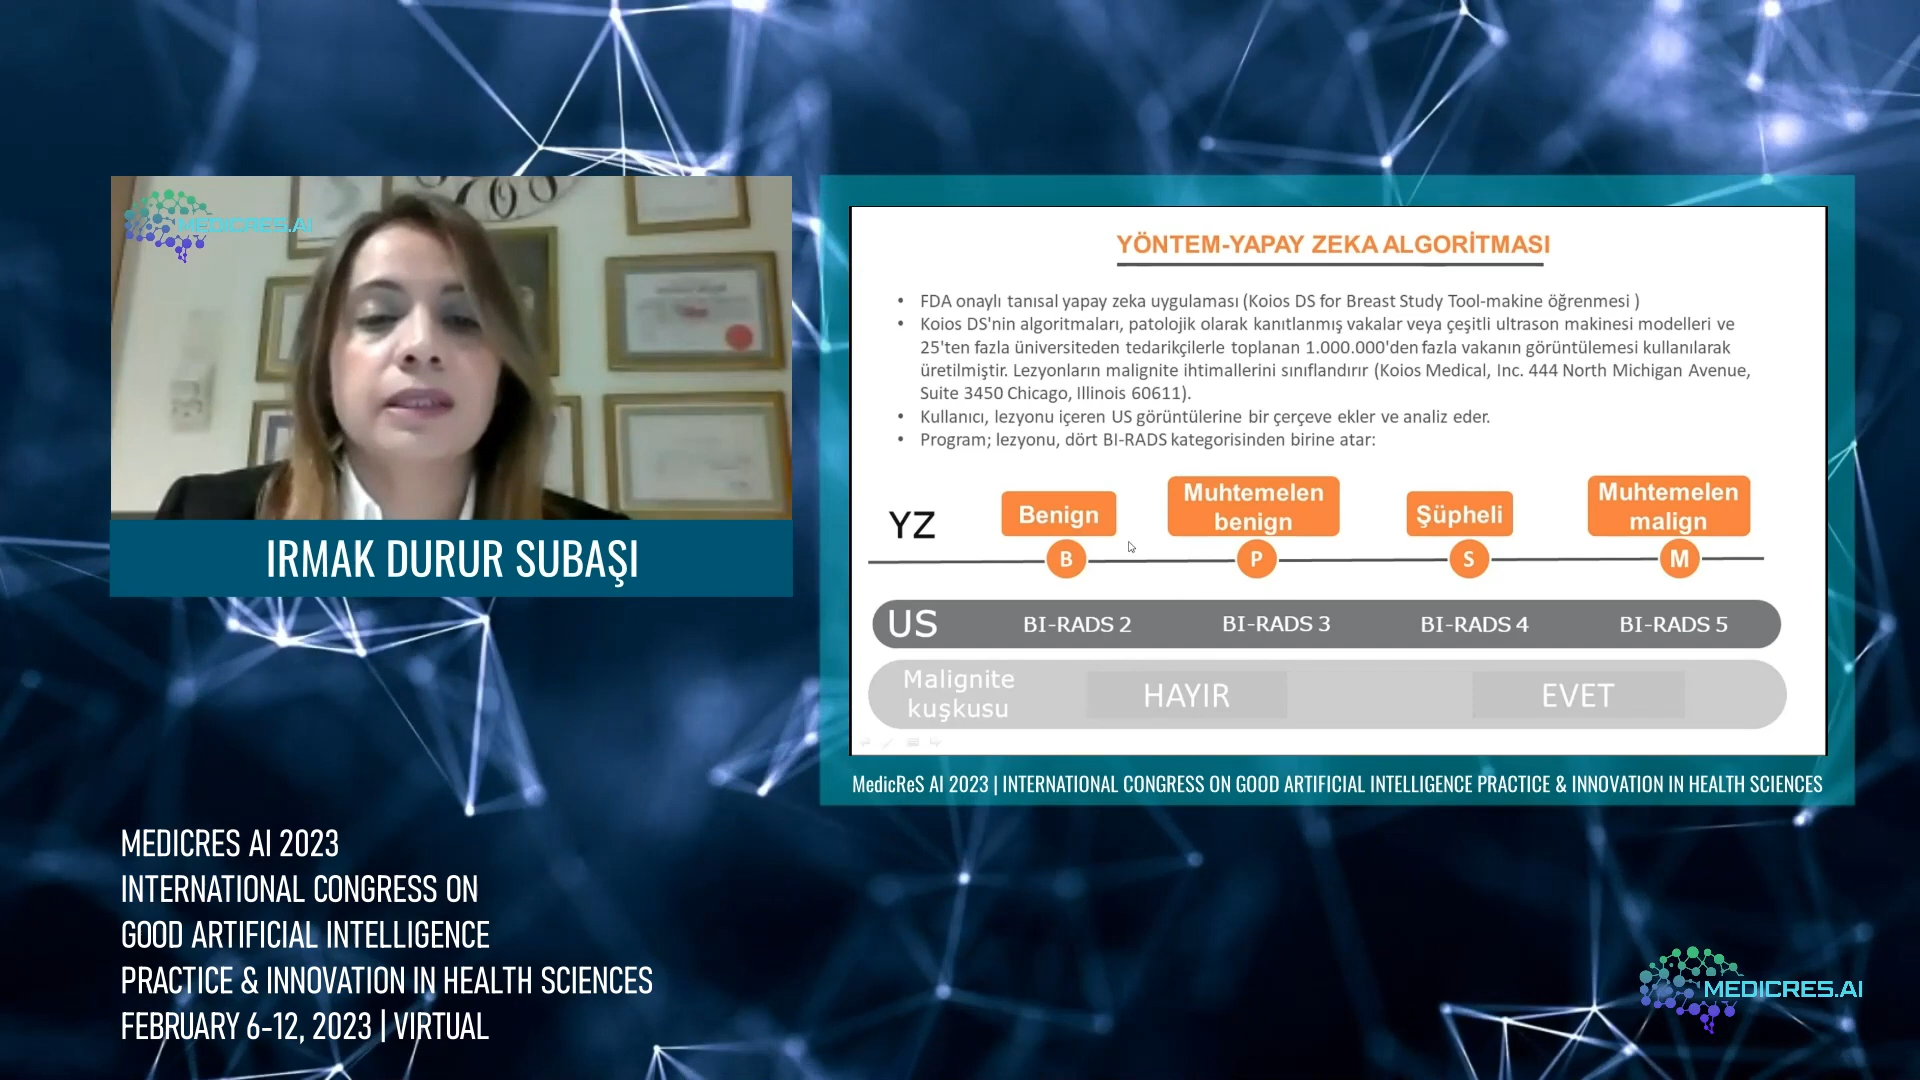 MEDICRES.AI
IRMAK DURUR SUBAŞI
YÖNTEM-YAPAY ZEKA ALGORİTMASI
• FDA onaylı tanısal yapay zeka uygulaması (Koios DS for Breast Study Tool-makine öğrenmesi )
• Koios DS'nin algoritmaları, patolojik olarak kanıtlanmış vakalar veya çeşitli ultrason makinesi modelleri ve
25'ten fazla üniversiteden tedarikçilerle toplanan 1.000.000'den fazla vakanın görüntülemesi kullanılarak
üretilmiştir. Lezyonların malignite ihtimallerini sınıflandırır (Koios Medical, Inc. 444 North Michigan Avenue,
Suite 3450 Chicago, Illinois 60611).
• Kullanıcı, lezyonu içeren US görüntülerine bir çerçeve ekler ve analiz eder.
• Program; lezyonu, dört BI-RADS kategorisinden birine atar:
YZ
Benign
Muhtemelen
benign
Şüpheli
Muhtemelen
malign
B P S M
US BI-RADS 2 BI-RADS 3 BI-RADS 4 BI-RADS 5
Malignite
kuşkusu
HAYIR EVET
MedicReS AI 2023 | INTERNATIONAL CONGRESS ON GOOD ARTIFICIAL INTELLIGENCE PRACTICE & INNOVATION IN HEALTH SCIENCES
MEDICRES AI 2023
INTERNATIONAL CONGRESS ON
GOOD ARTIFICIAL INTELLIGENCE
PRACTICE & INNOVATION IN HEALTH SCIENCES
FEBRUARY 6-12, 2023 | VIRTUAL
MEDICRES.AI